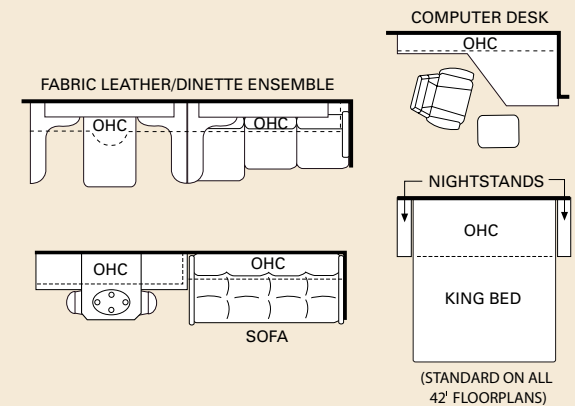 COMPUTER DESK
OHC
FABRIC LEATHER/DINETTE ENSEMBLE
OHC
OHC
NIGHTSTANDS
OHC
KING BED
(STANDARD ON ALL
42' FLOORPLANS)
OHC
OHC
SOFA